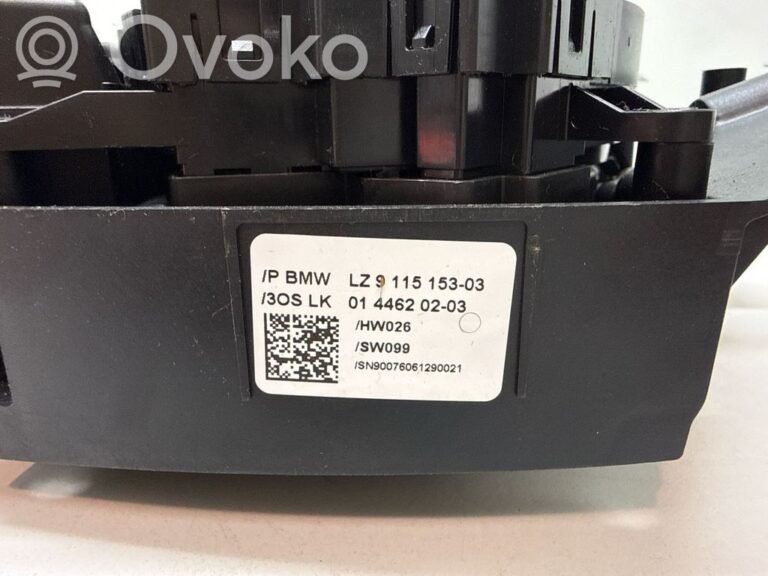 Ovoko
/P BMW LZ 9 115 153-03
/3OS LK 01 4462 02-03
/HW026
/SW099
/SN90076061290021